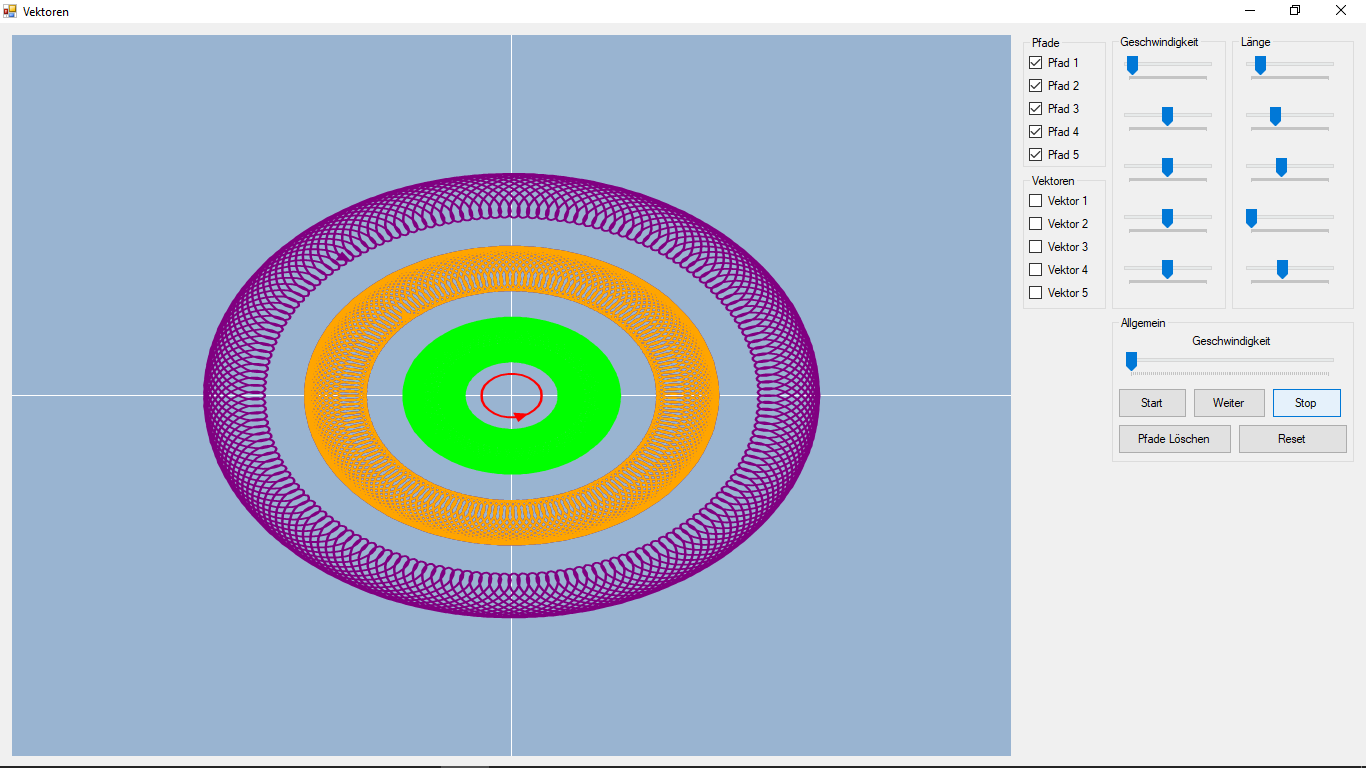 Vektoren
Pfade
Pfad 1
Pfad 2
Pfad 3
Pfad 4
Pfad 5
Vektoren
Vektor 1
Vektor 2
Vektor 3
Vektor 4
Vektor 5
Geschwindigkeit
Länge
Allgemein
Geschwindigkeit
Start Weiter Stop
Pfade Löschen Reset